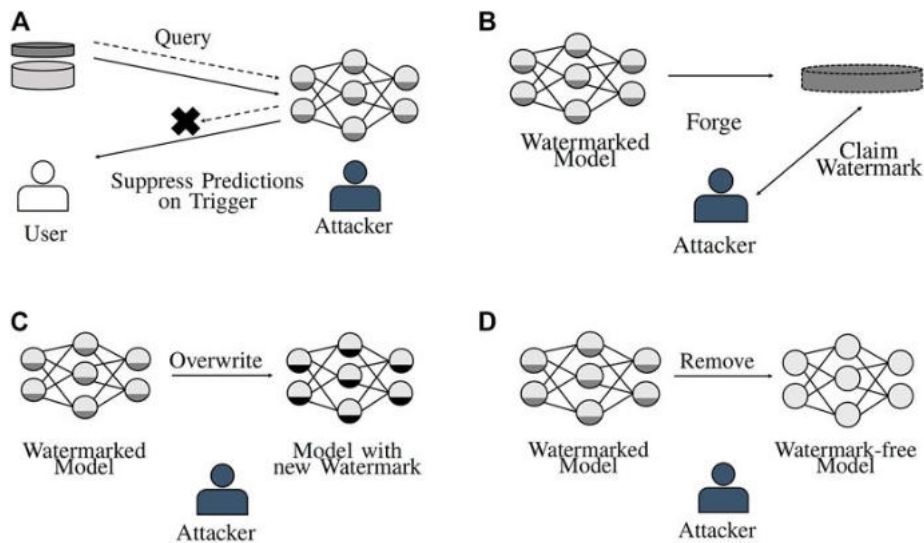 A
Query
Suppress Predictions
on Trigger
User
Attacker
B
Watermarked
Model
Forge
Claim
Watermark
Attacker
C
Overwrite
Watermarked
Model
Model with
new Watermark
Attacker
D
Remove
Watermarked
Model
Watermark-free
Model
Attacker